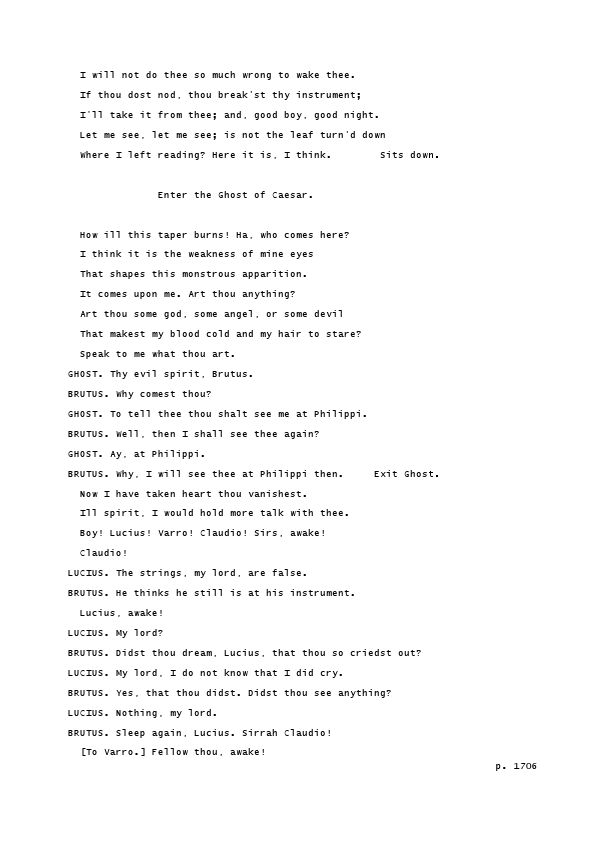 I will not do thee so much wrong to wake thee.
If thou dost nod, thou break'st thy instrument;
I'll take it from thee; and, good boy, good night.
Let me see, let me see; is not the leaf turn'd down
Where I left reading? Here it is, I think. Sits down.
Enter the Ghost of Caesar.
How ill this taper burns! Ha, who comes here?
I think it is the weakness of mine eyes
That shapes this monstrous apparition.
It comes upon me. Art thou anything?
Art thou some god, some angel, or some devil
That makest my blood cold and my hair to stare?
Speak to me what thou art.
GHOST. Thy evil spirit, Brutus.
BRUTUS. Why comest thou?
GHOST. To tell thee thou shalt see me at Philippi.
BRUTUS. Well, then I shall see thee again?
GHOST. Ay, at Philippi.
BRUTUS. Why, I will see thee at Philippi then. Exit Ghost.
Now I have taken heart thou vanishest.
Ill spirit, I would hold more talk with thee.
Boy! Lucius! Varro! Claudio! Sirs, awake!
Claudio!
LUCIUS. The strings, my lord, are false.
BRUTUS. He thinks he still is at his instrument.
Lucius, awake!
LUCIUS. My lord?
BRUTUS. Didst thou dream, Lucius, that thou so criedst out?
LUCIUS. My lord, I do not know that I did cry.
BRUTUS. Yes, that thou didst. Didst thou see anything?
LUCIUS. Nothing, my lord.
BRUTUS. Sleep again, Lucius. Sirrah Claudio!
[To Varro.] Fellow thou, awake!
p. 1706